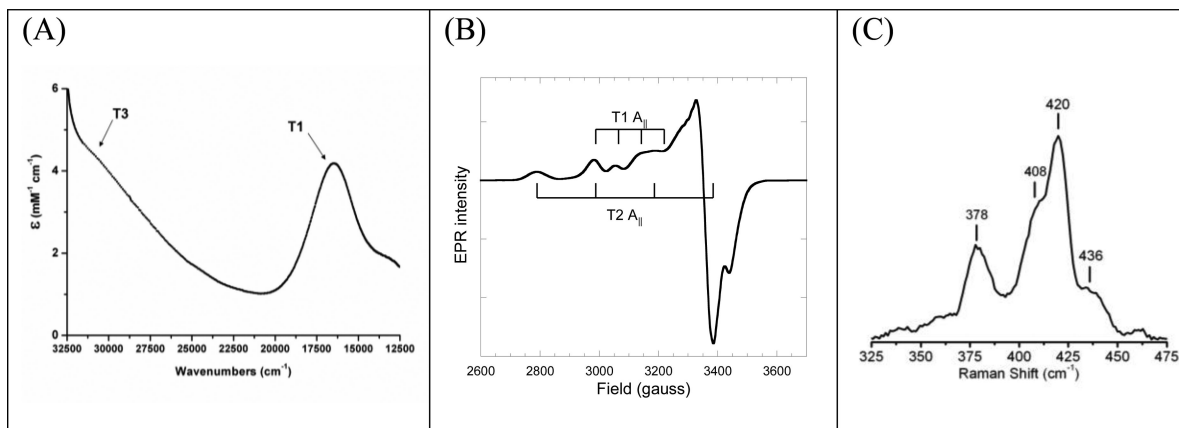 (A)
6
T3
T1
4
ε (mM⁻¹ cm⁻¹)
2
0
32500 30000 27500 25000 22500 20000 17500 15000 12500
Wavenumbers (cm⁻¹)
(B)
T1 A||
T2 A||
EPR intensity
2600 2800 3000 3200 3400 3600
Field (gauss)
(C)
420
408
378
436
325 350 375 400 425 450 475
Raman Shift (cm⁻¹)